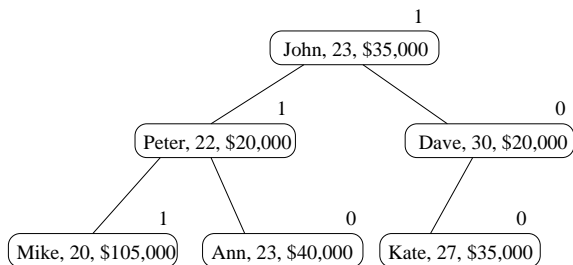 1
John, 23, $35,000
1
0
Peter, 22, $20,000
Dave, 30, $20,000
1
0
0
Mike, 20, $105,000
Ann, 23, $40,000
Kate, 27, $35,000